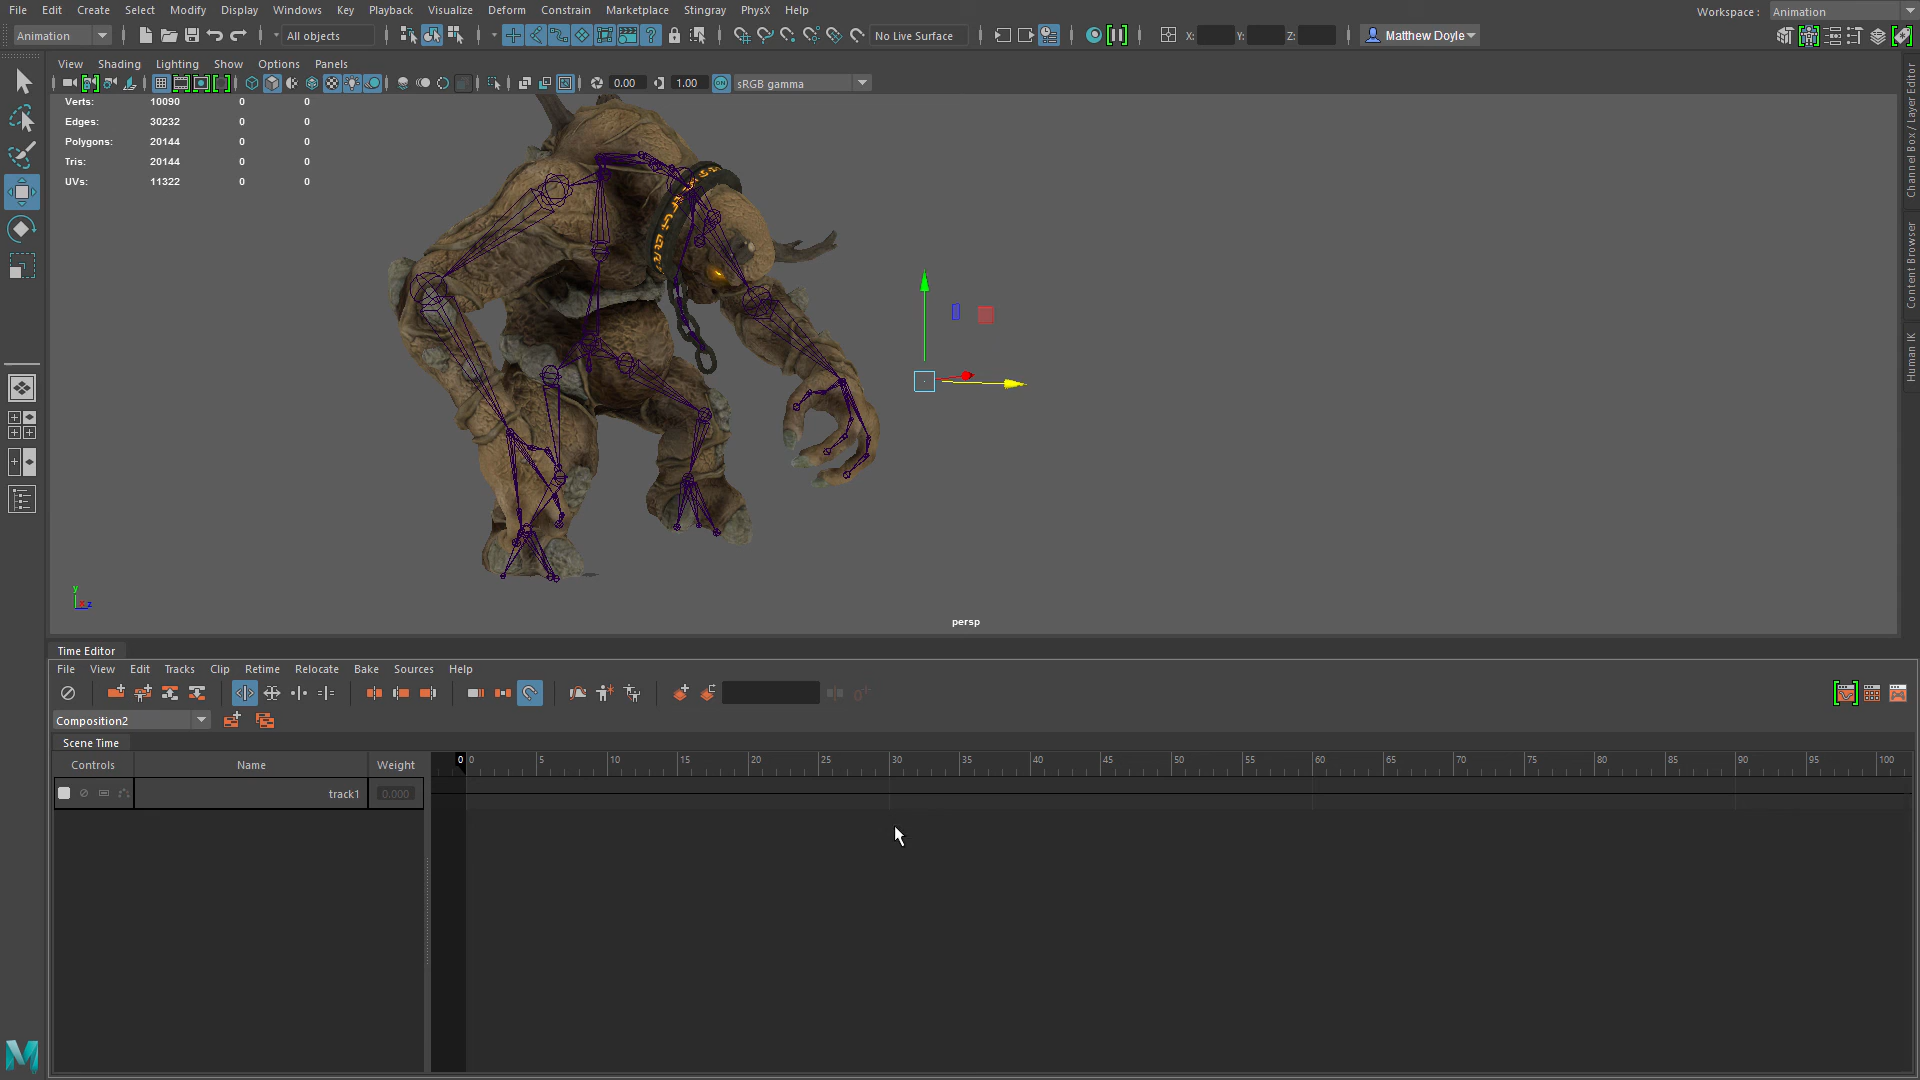 File Edit Create Select Modify Display Windows Key Playback Visualize Deform Constrain Marketplace Stingray PhysX Help
Workspace : Animation
Animation All objects No Live Surface X: Y: Z: Matthew Doyle
View Shading Lighting Show Options Panels
0.00 1.00 ON sRGB gamma
Verts: 10090 0 0
Edges: 30232 0 0
Polygons: 20144 0 0
Tris: 20144 0 0
UVs: 11322 0 0
Channel Box / Layer Editor
Content Browser
Human IK
y
z
persp
Time Editor
File View Edit Tracks Clip Retime Relocate Bake Sources Help
Composition2
Scene Time
Controls Name Weight
0 0 5 10 15 20 25 30 35 40 45 50 55 60 65 70 75 80 85 90 95 100
track1 0.000
M